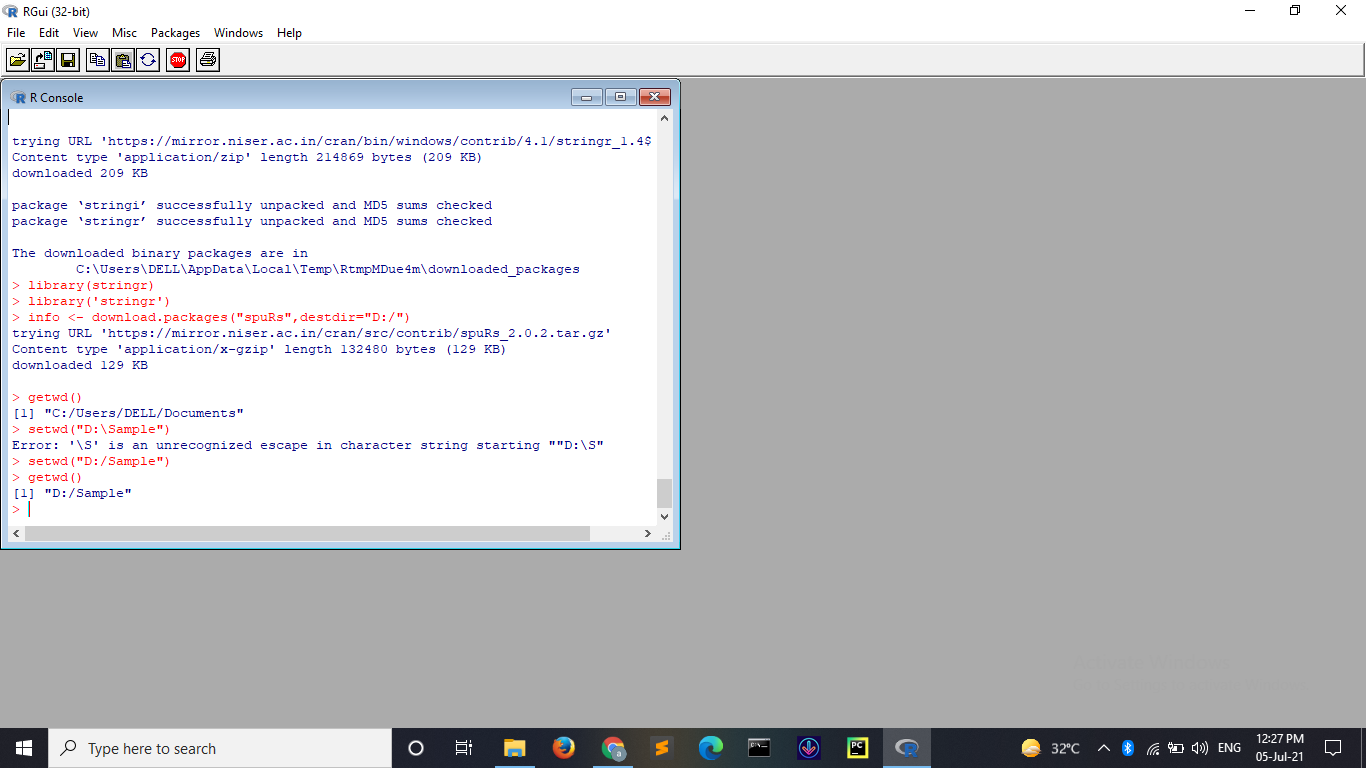 RGui (32-bit)
File Edit View Misc Packages Windows Help
STOP
R Console
trying URL 'https://mirror.niser.ac.in/cran/bin/windows/contrib/4.1/stringr_1.4$
Content type 'application/zip' length 214869 bytes (209 KB)
downloaded 209 KB
package ‘stringi’ successfully unpacked and MD5 sums checked
package ‘stringr’ successfully unpacked and MD5 sums checked
The downloaded binary packages are in
C:\Users\DELL\AppData\Local\Temp\RtmpMDue4m\downloaded_packages
> library(stringr)
> library('stringr')
> info <- download.packages("spuRs",destdir="D:/")
trying URL 'https://mirror.niser.ac.in/cran/src/contrib/spuRs_2.0.2.tar.gz'
Content type 'application/x-gzip' length 132480 bytes (129 KB)
downloaded 129 KB
> getwd()
[1] "C:/Users/DELL/Documents"
> setwd("D:\Sample")
Error: '\S' is an unrecognized escape in character string starting ""D:\S"
> setwd("D:/Sample")
> getwd()
[1] "D:/Sample"
>
Type here to search
32°C
ENG
12:27 PM
05-Jul-21